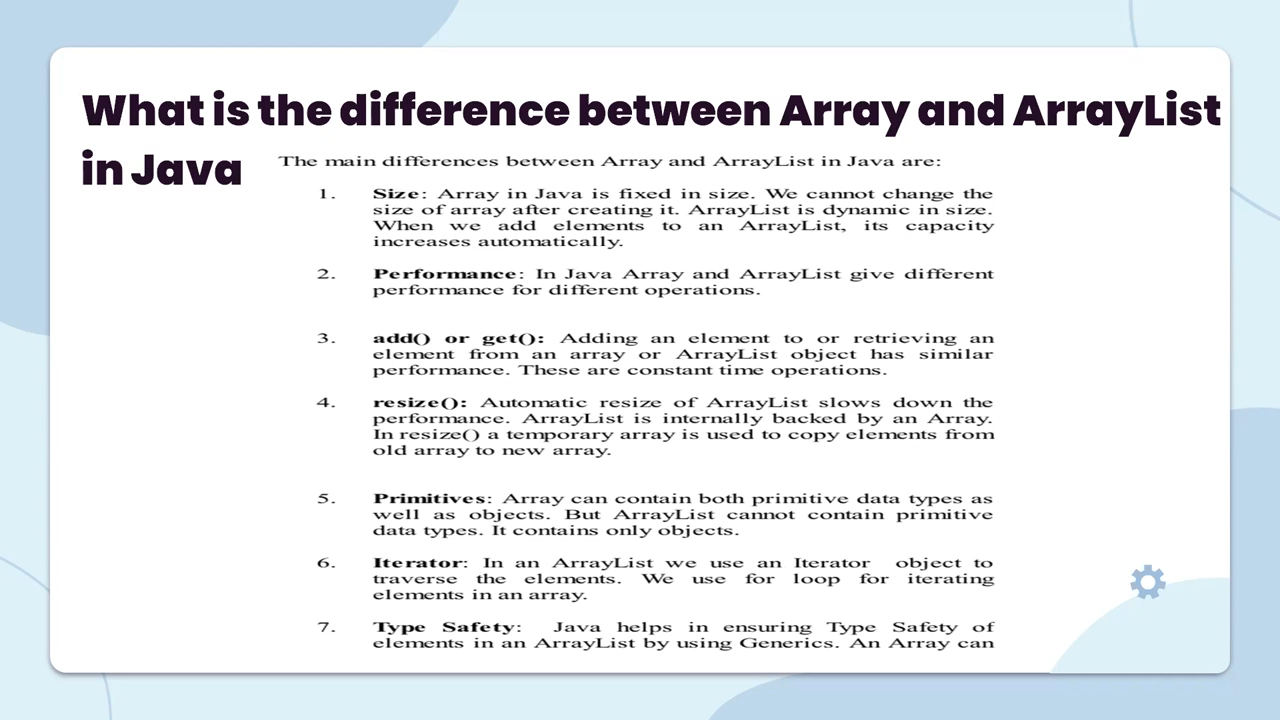 What is the difference between Array and ArrayList
in Java
The main differences between Array and ArrayList in Java are:
1. Size: Array in Java is fixed in size. We cannot change the
size of array after creating it. ArrayList is dynamic in size.
When we add elements to an ArrayList, its capacity
increases automatically.
2. Performance: In Java Array and ArrayList give different
performance for different operations.
3. add() or get(): Adding an element to or retrieving an
element from an array or ArrayList object has similar
performance. These are constant time operations.
4. resize(): Automatic resize of ArrayList slows down the
performance. ArrayList is internally backed by an Array.
In resize() a temporary array is used to copy elements from
old array to new array.
5. Primitives: Array can contain both primitive data types as
well as objects. But ArrayList cannot contain primitive
data types. It contains only objects.
6. Iterator: In an ArrayList we use an Iterator object to
traverse the elements. We use for loop for iterating
elements in an array.
7. Type Safety: Java helps in ensuring Type Safety of
elements in an ArrayList by using Generics. An Array can